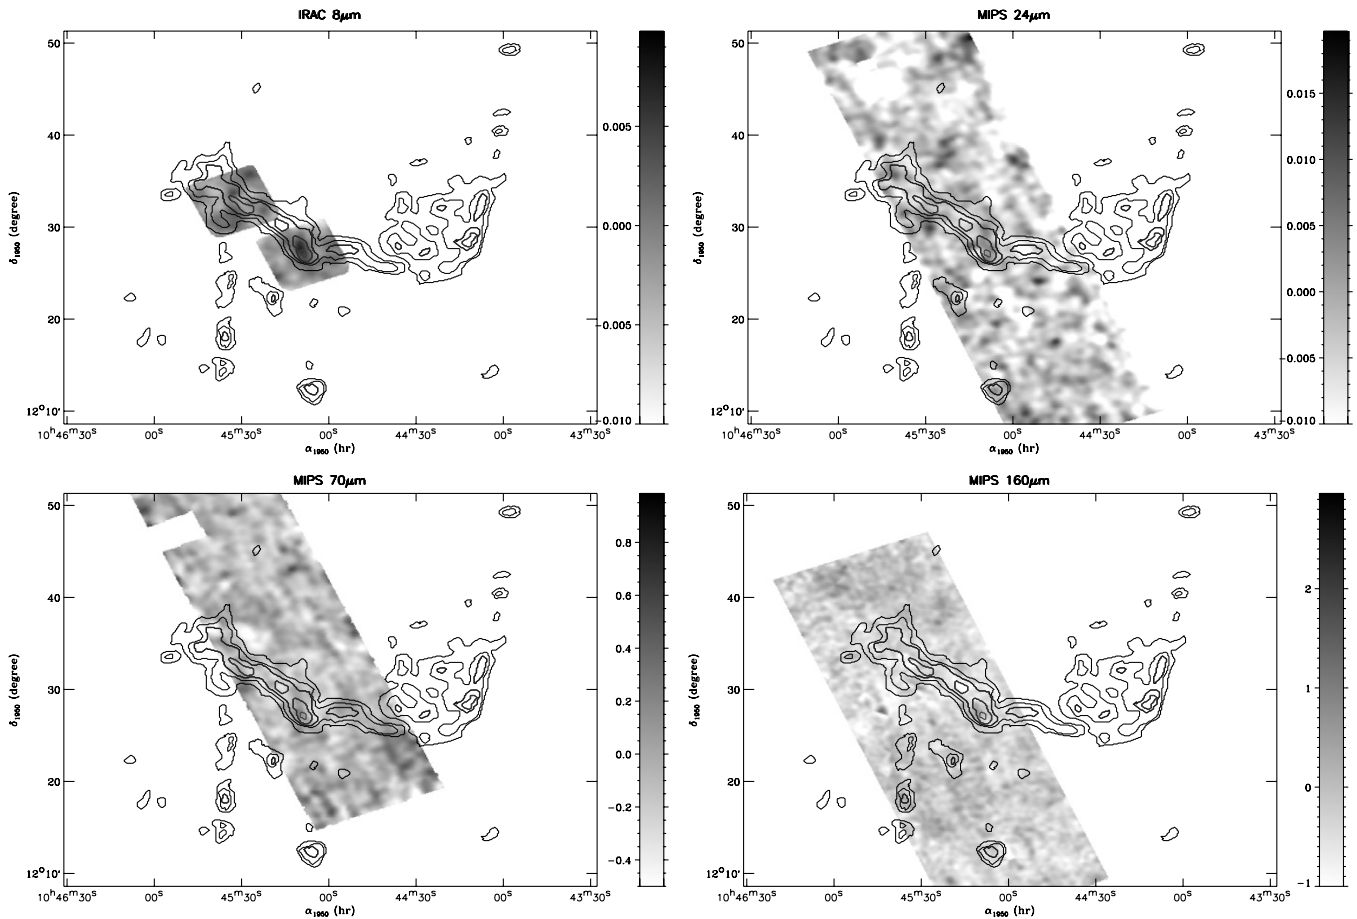 IRAC 8μm
50
40
30
20
12°10'
δ₁₉₅₀ (degree)
10ʰ46ᵐ30ˢ 00ˢ 45ᵐ30ˢ 00ˢ 44ᵐ30ˢ 00ˢ 43ᵐ30ˢ
α₁₉₅₀ (hr)
0.005
0.000
-0.005
-0.010
MIPS 24μm
50
40
30
20
12°10'
δ₁₉₅₀ (degree)
10ʰ46ᵐ30ˢ 00ˢ 45ᵐ30ˢ 00ˢ 44ᵐ30ˢ 00ˢ 43ᵐ30ˢ
α₁₉₅₀ (hr)
0.015
0.010
0.005
0.000
-0.005
-0.010
MIPS 70μm
50
40
30
20
12°10'
δ₁₉₅₀ (degree)
10ʰ46ᵐ30ˢ 00ˢ 45ᵐ30ˢ 00ˢ 44ᵐ30ˢ 00ˢ 43ᵐ30ˢ
α₁₉₅₀ (hr)
0.8
0.6
0.4
0.2
0.0
-0.2
-0.4
MIPS 160μm
50
40
30
20
12°10'
δ₁₉₅₀ (degree)
10ʰ46ᵐ30ˢ 00ˢ 45ᵐ30ˢ 00ˢ 44ᵐ30ˢ 00ˢ 43ᵐ30ˢ
α₁₉₅₀ (hr)
2
1
0
-1